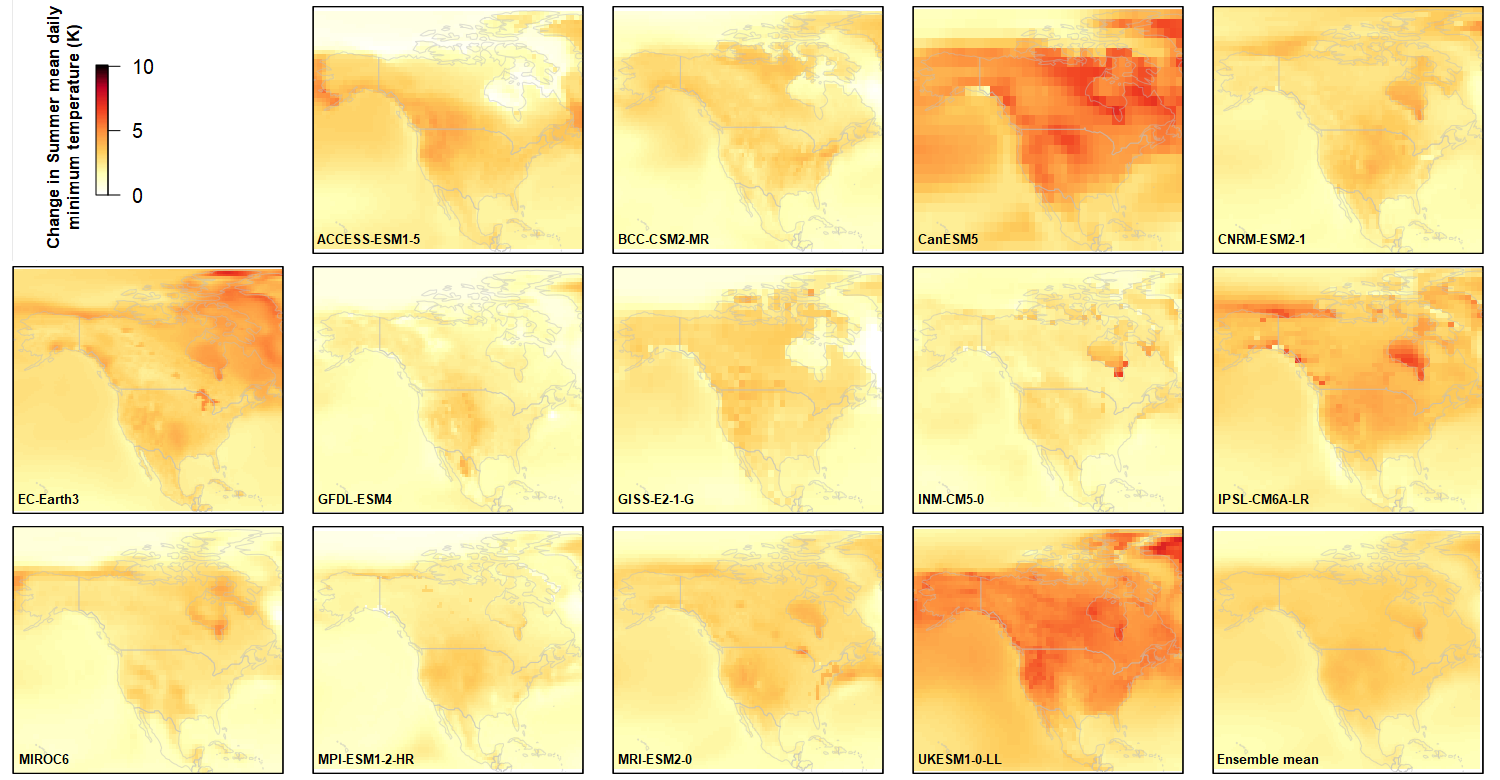 Change in Summer mean daily
minimum temperature (K)
10
5
0
ACCESS-ESM1-5
BCC-CSM2-MR
CanESM5
CNRM-ESM2-1
EC-Earth3
GFDL-ESM4
GISS-E2-1-G
INM-CM5-0
IPSL-CM6A-LR
MIROC6
MPI-ESM1-2-HR
MRI-ESM2-0
UKESM1-0-LL
Ensemble mean